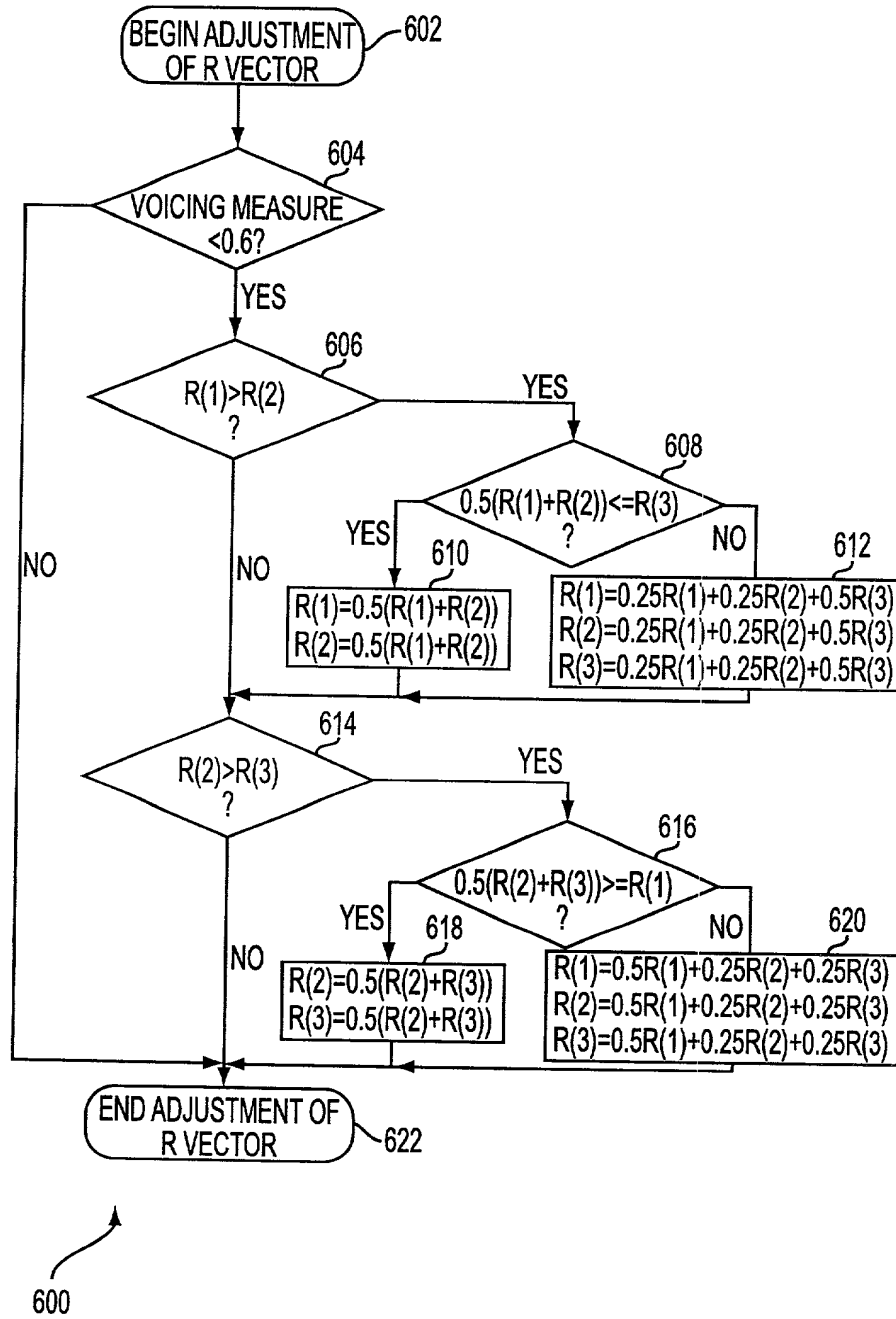 BEGIN ADJUSTMENT
OF R VECTOR
602
604
VOICING MEASURE
<0.6?
YES
606
R(1)>R(2)
?
YES
608
0.5(R(1)+R(2))<=R(3)
?
YES
NO
NO
NO
610
R(1)=0.5(R(1)+R(2))
R(2)=0.5(R(1)+R(2))
612
R(1)=0.25R(1)+0.25R(2)+0.5R(3)
R(2)=0.25R(1)+0.25R(2)+0.5R(3)
R(3)=0.25R(1)+0.25R(2)+0.5R(3)
614
R(2)>R(3)
?
YES
616
0.5(R(2)+R(3))>=R(1)
?
YES
NO
NO
618
R(2)=0.5(R(2)+R(3))
R(3)=0.5(R(2)+R(3))
620
R(1)=0.5R(1)+0.25R(2)+0.25R(3)
R(2)=0.5R(1)+0.25R(2)+0.25R(3)
R(3)=0.5R(1)+0.25R(2)+0.25R(3)
END ADJUSTMENT OF
R VECTOR
622
600